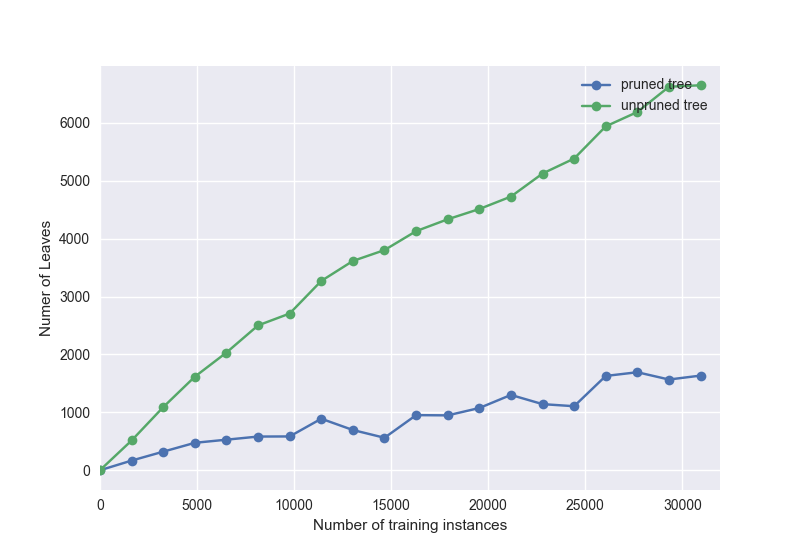 pruned tree
unpruned tree
6000
5000
4000
3000
2000
1000
0
Numer of Leaves
0 5000 10000 15000 20000 25000 30000
Number of training instances